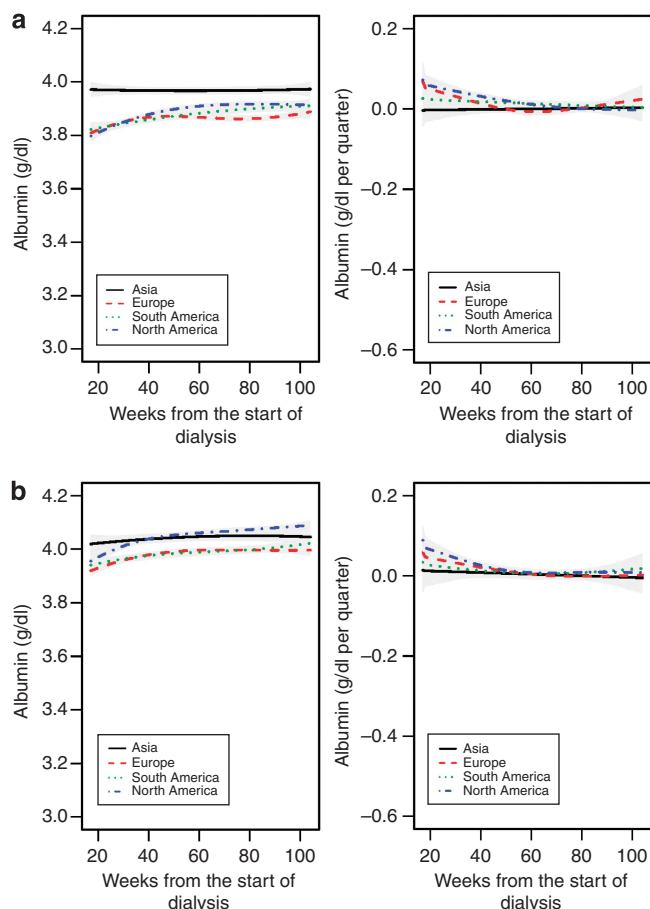 a
4.2
4.0
3.8
3.6
3.4
3.2
3.0
Albumin (g/dl)
Asia
Europe
South America
North America
20 40 60 80 100
Weeks from the start of
dialysis
0.2
0.0
−0.2
−0.4
−0.6
Albumin (g/dl per quarter)
Asia
Europe
South America
North America
20 40 60 80 100
Weeks from the start of
dialysis
b
4.2
4.0
3.8
3.6
3.4
3.2
3.0
Albumin (g/dl)
Asia
Europe
South America
North America
20 40 60 80 100
Weeks from the start of
dialysis
0.2
0.0
−0.2
−0.4
−0.6
Albumin (g/dl per quarter)
Asia
Europe
South America
North America
20 40 60 80 100
Weeks from the start of
dialysis